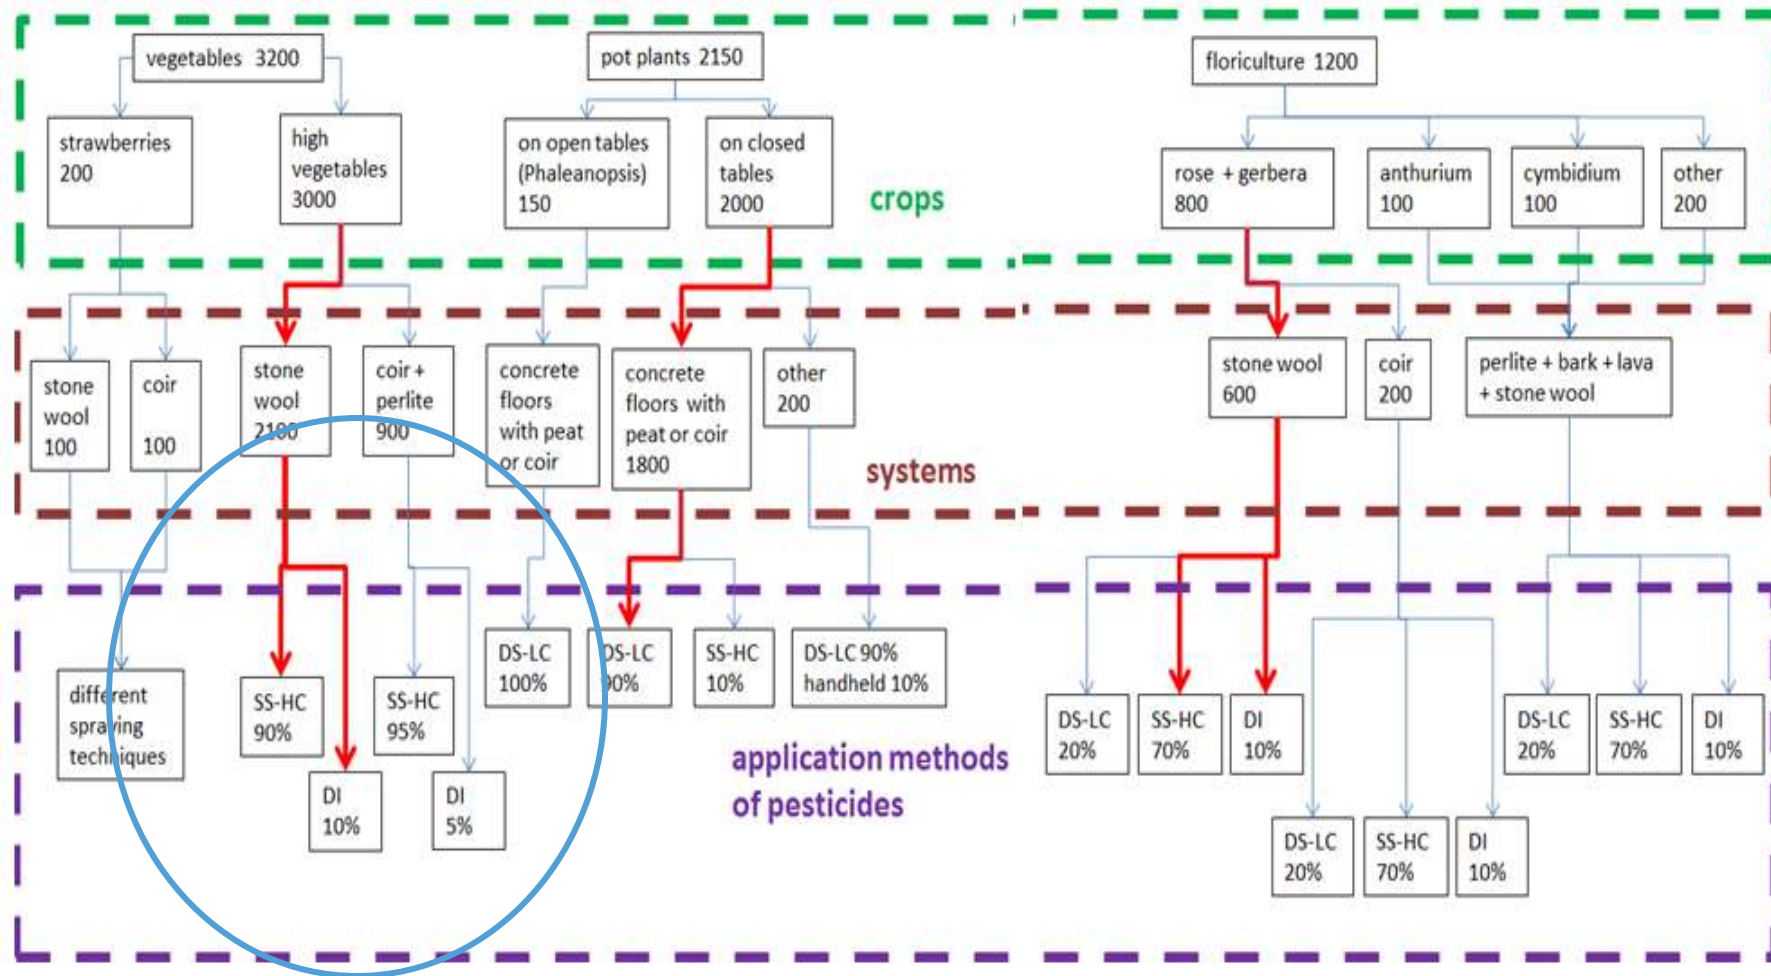 vegetables 3200
pot plants 2150
floriculture 1200
strawberries
200
high
vegetables
3000
on open tables
(Phaleanopsis)
150
on closed
tables
2000
crops
rose + gerbera
800
anthurium
100
cymbidium
100
other
200
stone
wool
100
coir
100
stone
wool
2100
coir +
perlite
900
concrete
floors
with peat
or coir
concrete
floors with
peat or coir
1800
other
200
systems
stone wool
600
coir
200
perlite + bark + lava
+ stone wool
different
spraying
techniques
SS-HC
90%
DI
10%
SS-HC
95%
DI
5%
DS-LC
100%
DS-LC
90%
SS-HC
10%
DS-LC 90%
handheld 10%
application methods
of pesticides
DS-LC
20%
SS-HC
70%
DI
10%
DS-LC
20%
SS-HC
70%
DI
10%
DS-LC
20%
SS-HC
70%
DI
10%